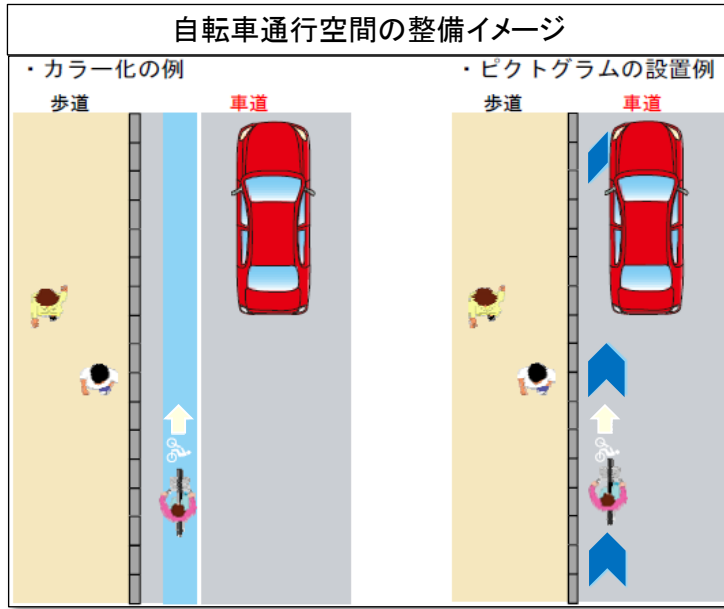 自転車通行空間の整備イメージ
・カラー化の例
・ピクトグラムの設置例
歩道
車道
歩道
車道